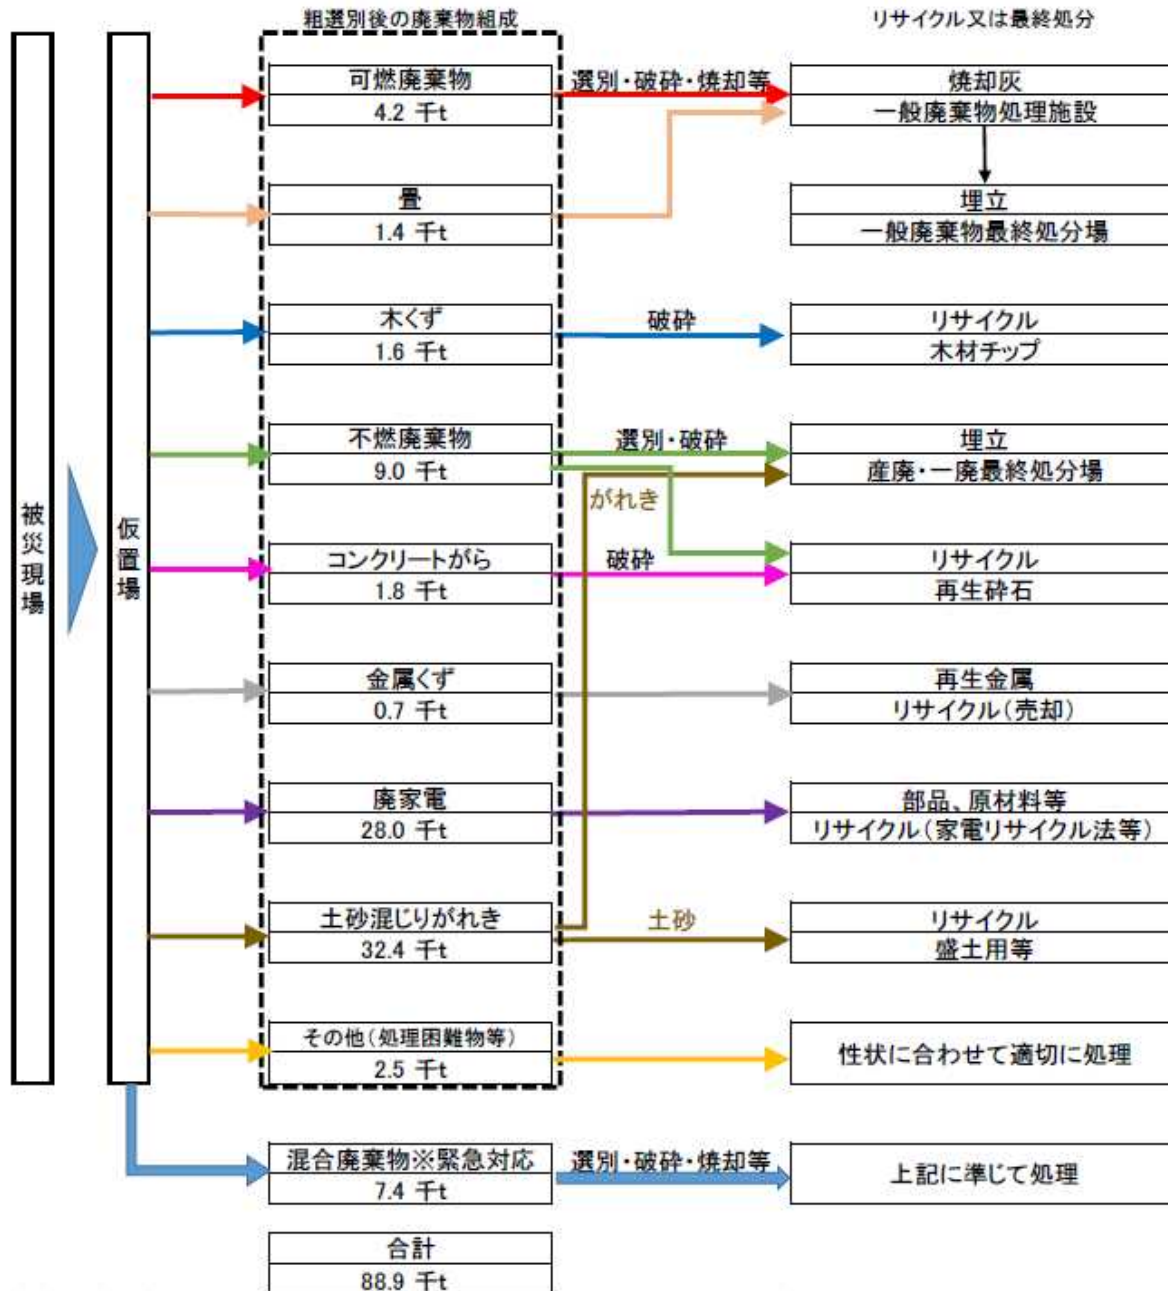 粗選別後の廃棄物組成
リサイクル又は最終処分
被災現場
仮置場
可燃廃棄物
4.2 千t
選別・破砕・焼却等
焼却灰
一般廃棄物処理施設
畳
1.4 千t
埋立
一般廃棄物最終処分場
木くず
1.6 千t
破砕
リサイクル
木材チップ
不燃廃棄物
9.0 千t
選別・破砕
埋立
産廃・一廃最終処分場
がれき
コンクリートがら
1.8 千t
破砕
リサイクル
再生砕石
金属くず
0.7 千t
再生金属
リサイクル(売却)
廃家電
28.0 千t
部品、原材料等
リサイクル(家電リサイクル法等)
土砂混じりがれき
32.4 千t
土砂
リサイクル
盛土用等
その他(処理困難物等)
2.5 千t
性状に合わせて適切に処理
混合廃棄物※緊急対応
7.4 千t
選別・破砕・焼却等
上記に準じて処理
合計
88.9 千t